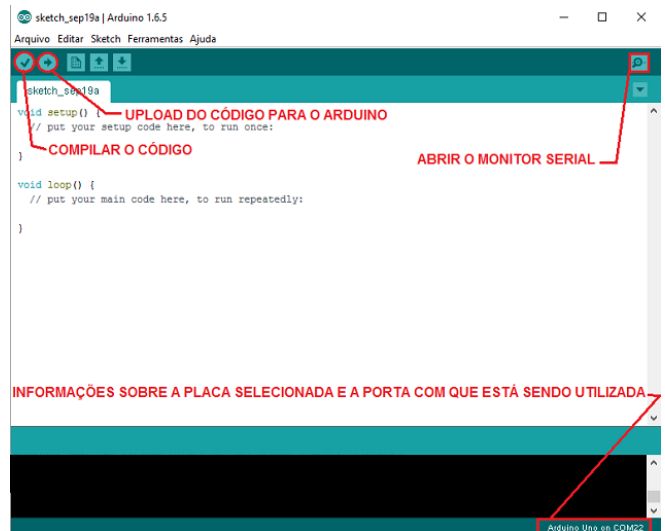 sketch_sep19a | Arduino 1.6.5
Arquivo Editar Sketch Ferramentas Ajuda
sketch_sep19a
void setup() {
UPLOAD DO CÓDIGO PARA O ARDUINO
// put your setup code here, to run once:
COMPILAR O CÓDIGO
}
ABRIR O MONITOR SERIAL
void loop() {
// put your main code here, to run repeatedly:
}
INFORMAÇÕES SOBRE A PLACA SELECIONADA E A PORTA COM QUE ESTÁ SENDO UTILIZADA
Arduino Uno on COM22